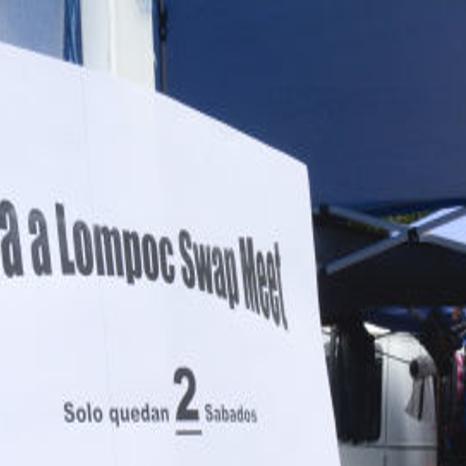 a a Lompoc Swap Meet
Solo quedan 2 Sabados